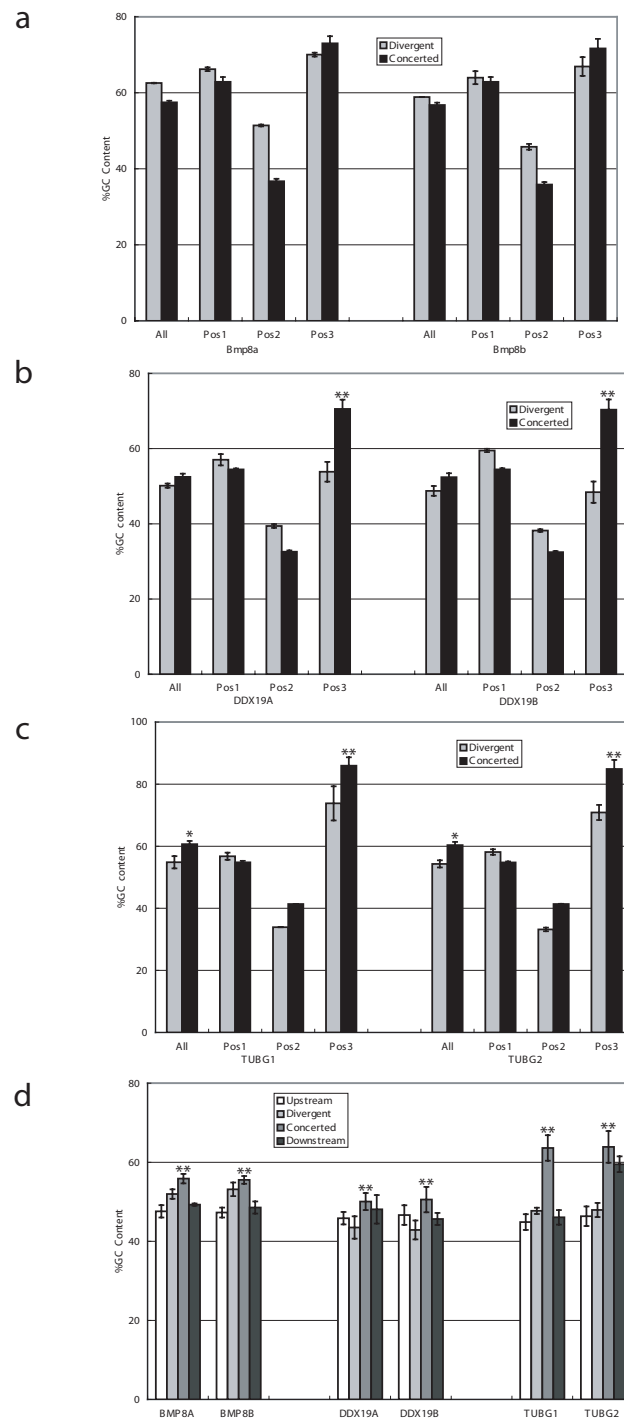 a
80
60
40
20
0
%GC Content
Divergent
Concerted
All Pos1 Pos2 Pos3 All Pos1 Pos2 Pos3
Bmp8a Bmp8b
b
80
60
40
20
0
%GC content
Divergent
Concerted
** **
All Pos1 Pos2 Pos3 All Pos1 Pos2 Pos3
DDX19A DDX19B
c
100
80
60
40
20
0
%GC content
Divergent
Concerted
* ** * **
All Pos1 Pos2 Pos3 All Pos1 Pos2 Pos3
TUBG1 TUBG2
d
80
60
40
20
0
%GC Content
Upstream
Divergent
Concerted
Downstream
** ** ** ** ** **
BMP8A BMP8B DDX19A DDX19B TUBG1 TUBG2